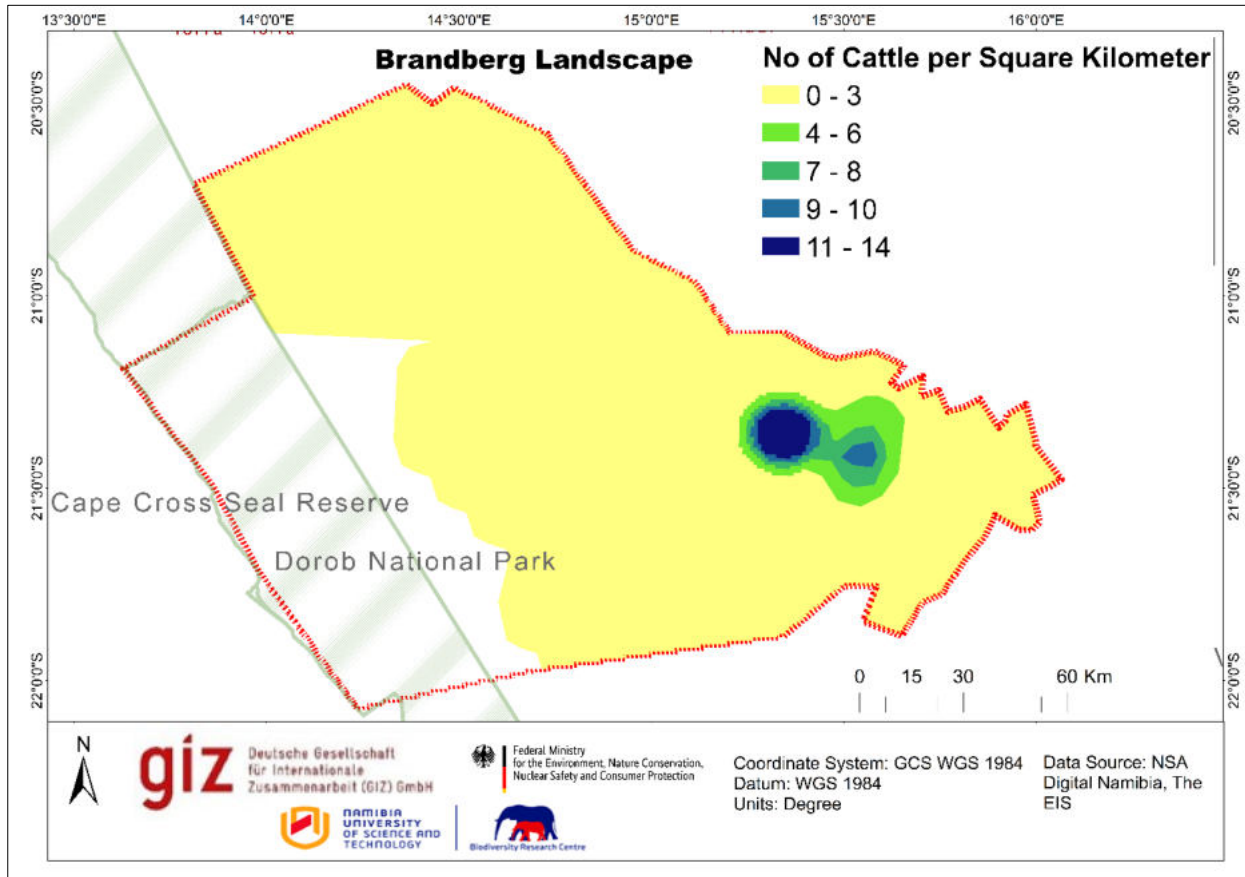 13°30'0"E 14°0'0"E 14°30'0"E 15°0'0"E 15°30'0"E 16°0'0"E
Brandberg Landscape
No of Cattle per Square Kilometer
0 - 3
4 - 6
7 - 8
9 - 10
11 - 14
20°30'0"S
21°0'0"S
21°30'0"S
22°0'0"S
20°30'0"S
21°0'0"S
21°30'0"S
22°0'0"S
Cape Cross Seal Reserve
Dorob National Park
0 15 30 60 Km
N
giz
Deutsche Gesellschaft
für Internationale
Zusammenarbeit (GIZ) GmbH
Federal Ministry
for the Environment, Nature Conservation,
Nuclear Safety and Consumer Protection
NAMIBIA
UNIVERSITY
OF SCIENCE AND
TECHNOLOGY
Biodiversity Research Centre
Coordinate System: GCS WGS 1984
Datum: WGS 1984
Units: Degree
Data Source: NSA
Digital Namibia, The
EIS